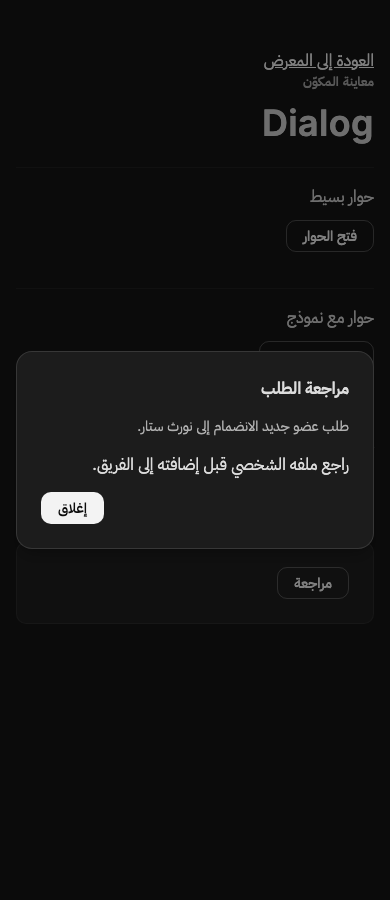 العودة إلى المعرض
معاينة المكوّن
Dialog
حوار بسيط
فتح الحوار
حوار مع نموذج
مراجعة الطلب
طلب عضو جديد الانضمام إلى نورث ستار.
راجع ملفه الشخصي قبل إضافته إلى الفريق.
إغلاق
مراجعة